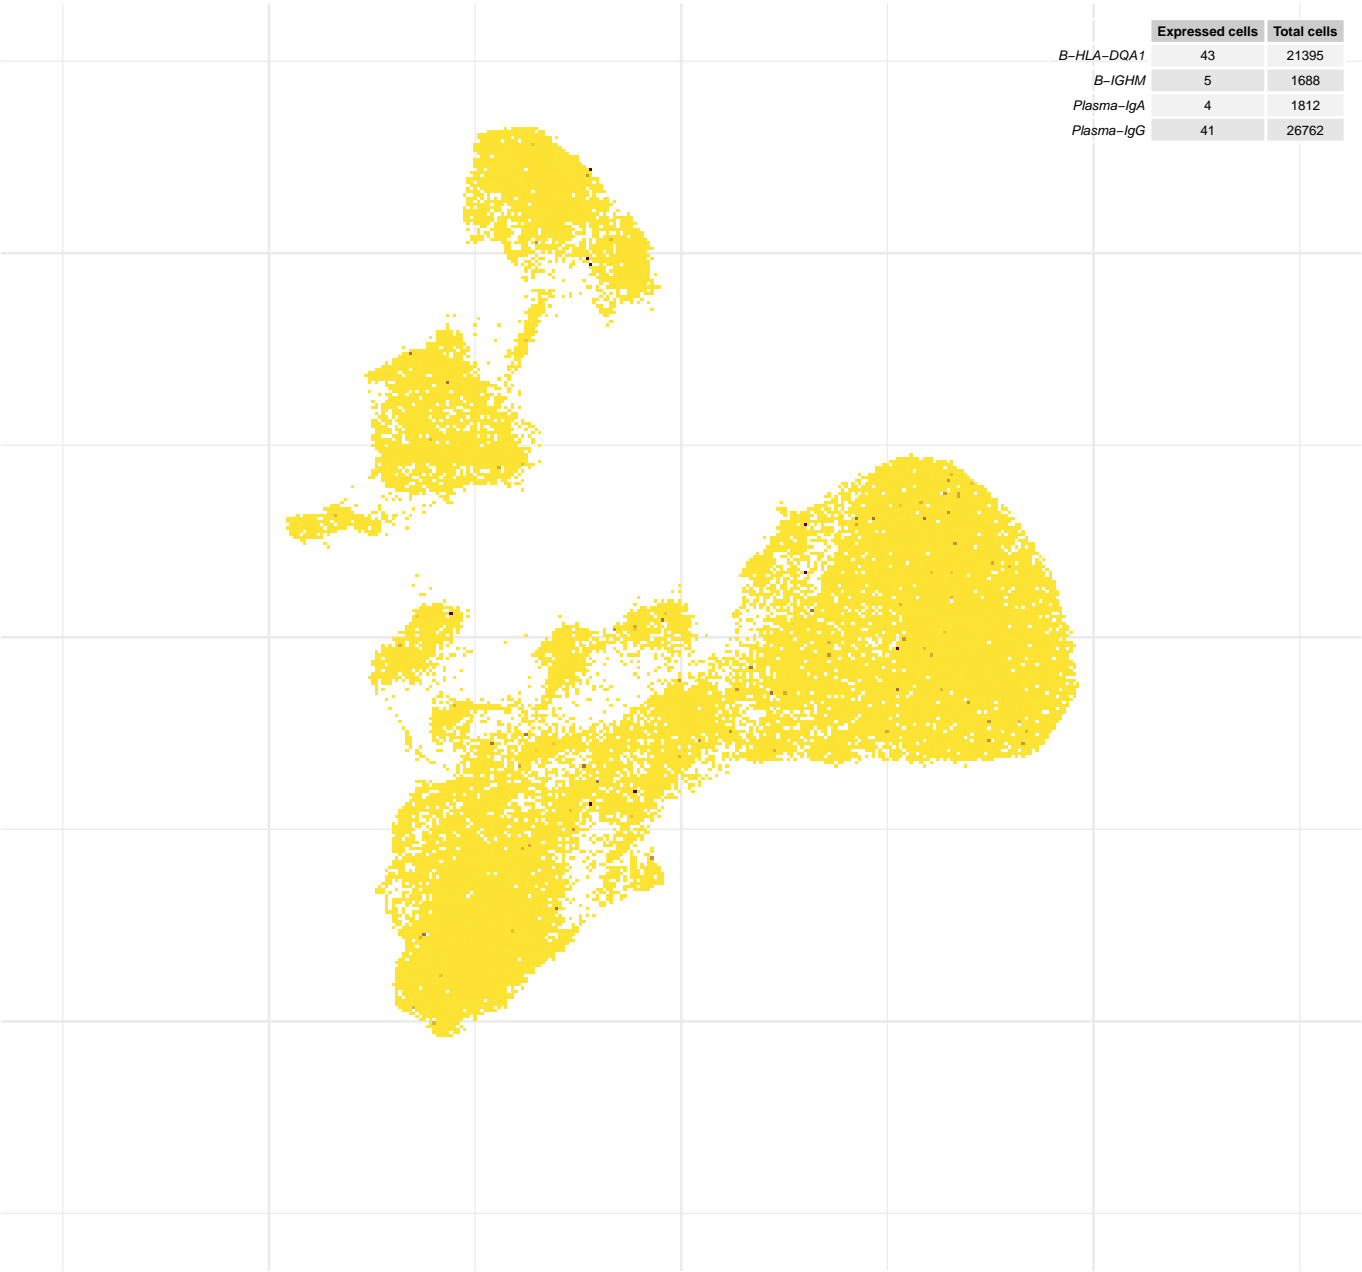 Expressed cells Total cells
B−HLA−DQA1 43 21395
B−IGHM 5 1688
Plasma−IgA 4 1812
Plasma−IgG 41 26762